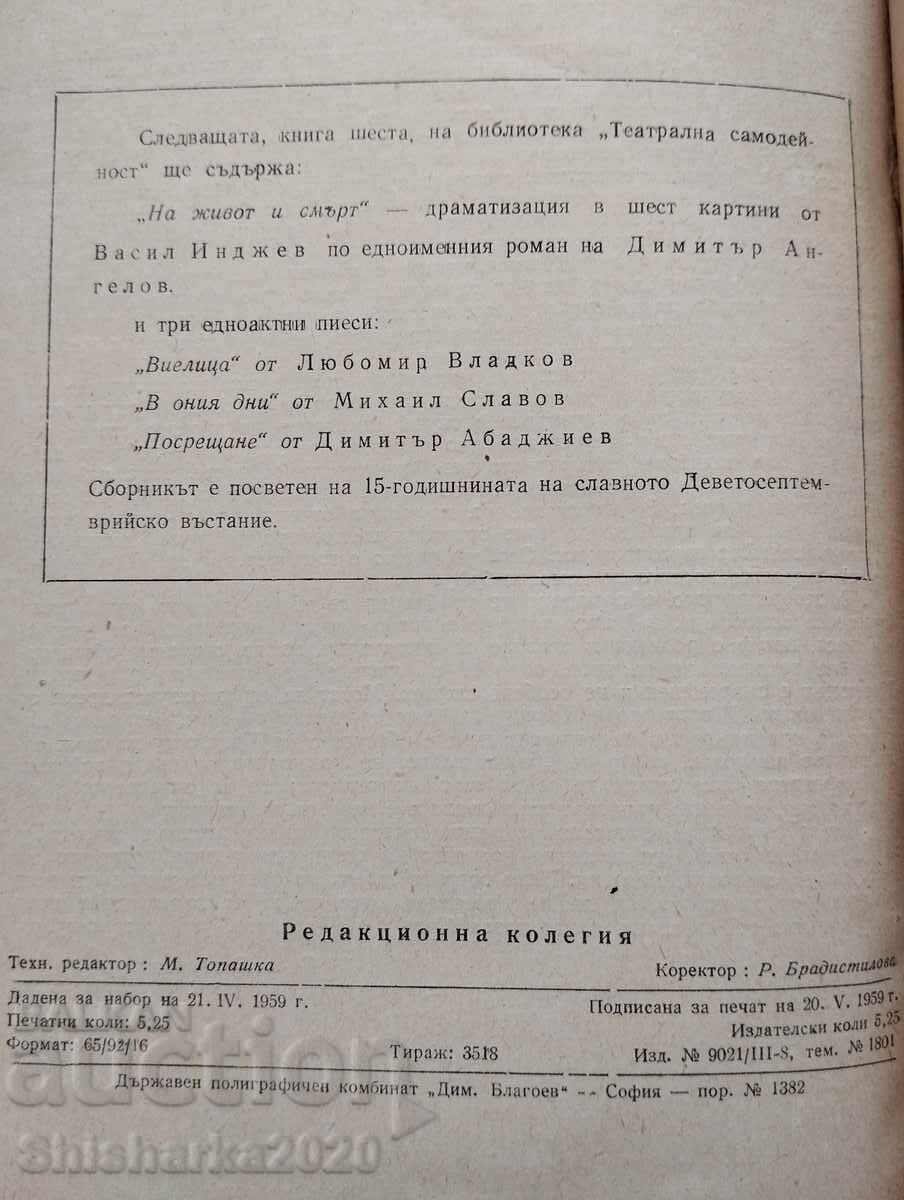 Следващата, книга шеста, на библиотека „Театрална самодей-
ност“ ще съдържа:
„На живот и смърт“ — драматизация в шест картини от
Васил Инджев по едноименния роман на Димитър Ан-
гелов.
и три едноактни пиеси:
„Виелица“ от Любомир Владков
„В ония дни“ от Михаил Славов
„Посрещане“ от Димитър Абаджиев
Сборникът е посветен на 15-годишнината на славното Деветосептем-
врийско въстание.
Редакционна колегия
Техн. редактор : М. Топашка
Коректор : Р. Брадистилова
Дадена за набор на 21. IV. 1959 г.
Подписана за печат на 20. V. 1959 г.
Печатни коли: 5,25
Издателски коли 5,25
Формат: 65/92/16
Тираж: 3518
Изд. № 9021/III-8, тем. № 1801
Държавен полиграфичен комбинат „Дим. Благоев“ -- София — пор. № 1382
auction
Shisharka2020